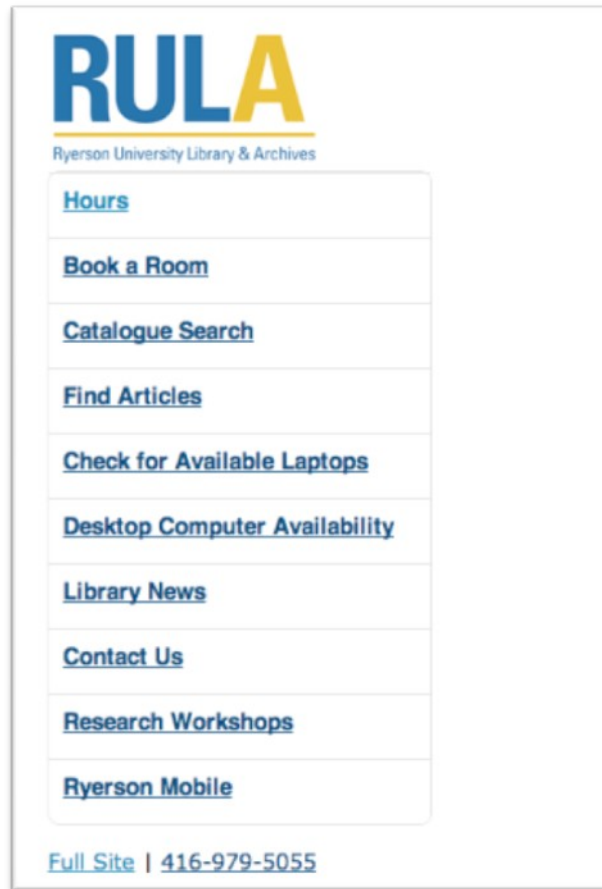 RULA
Ryerson University Library & Archives
Hours
Book a Room
Catalogue Search
Find Articles
Check for Available Laptops
Desktop Computer Availability
Library News
Contact Us
Research Workshops
Ryerson Mobile
Full Site | 416-979-5055